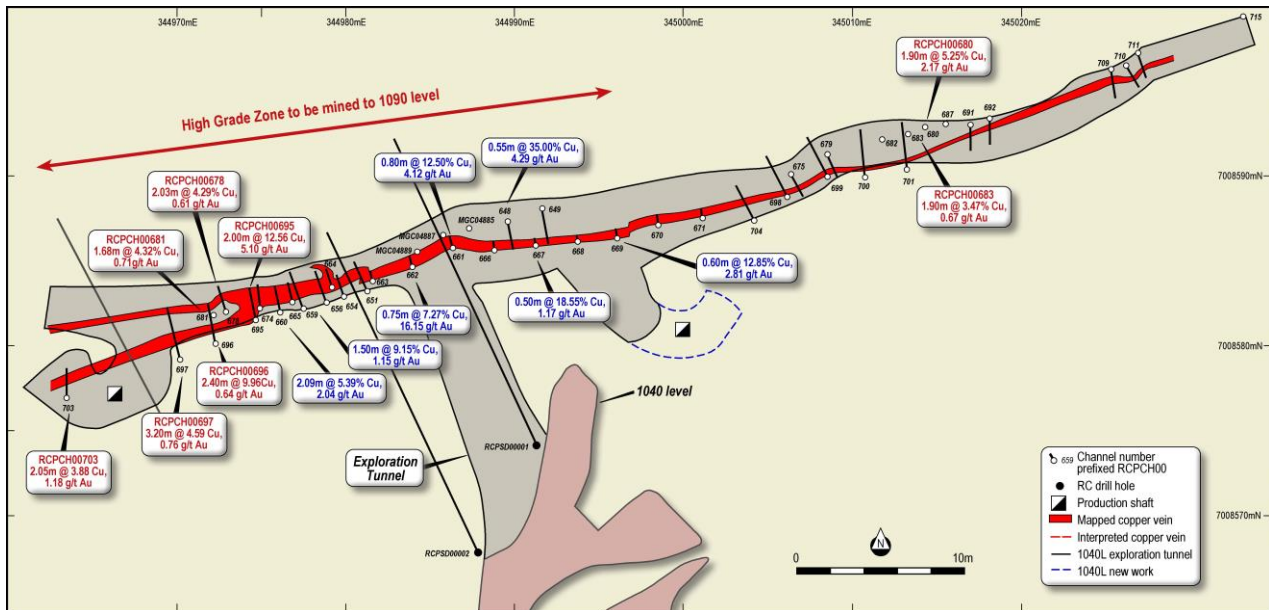 344970mE
344980mE
344990mE
345000mE
345010mE
345020mE
715
711
710
709
RCPCH00680
1.90m @ 5.25% Cu,
2.17 g/t Au
High Grade Zone to be mined to 1090 level
0.80m @ 12.50% Cu,
4.12 g/t Au
0.55m @ 35.00% Cu,
4.29 g/t Au
692
691
687
680
683
682
679
675
7008590mN
RCPCH00678
2.03m @ 4.29% Cu,
0.61 g/t Au
RCPCH00695
2.00m @ 12.56 Cu,
5.10 g/t Au
RCPCH00681
1.68m @ 4.32% Cu,
0.71g/t Au
MGC04885
648
649
MGC04887
MGC04889
664
661
666
667
668
669
670
671
704
698
699
700
701
RCPCH00683
1.90m @ 3.47% Cu,
0.67 g/t Au
662
663
651
654
656
659
665
660
674
695
678
681
696
697
703
0.60m @ 12.85% Cu,
2.81 g/t Au
0.50m @ 18.55% Cu,
1.17 g/t Au
0.75m @ 7.27% Cu,
16.15 g/t Au
1.50m @ 9.15% Cu,
1.15 g/t Au
2.09m @ 5.39% Cu,
2.04 g/t Au
RCPCH00696
2.40m @ 9.96Cu,
0.64 g/t Au
RCPCH00697
3.20m @ 4.59 Cu,
0.76 g/t Au
RCPCH00703
2.05m @ 3.88 Cu,
1.18 g/t Au
7008580mN
1040 level
RCPSD00001
Exploration
Tunnel
RCPSD00002
7008570mN
N
0
10m
659 Channel number
prefixed RCPCH00
RC drill hole
Production shaft
Mapped copper vein
Interpreted copper vein
1040L exploration tunnel
1040L new work